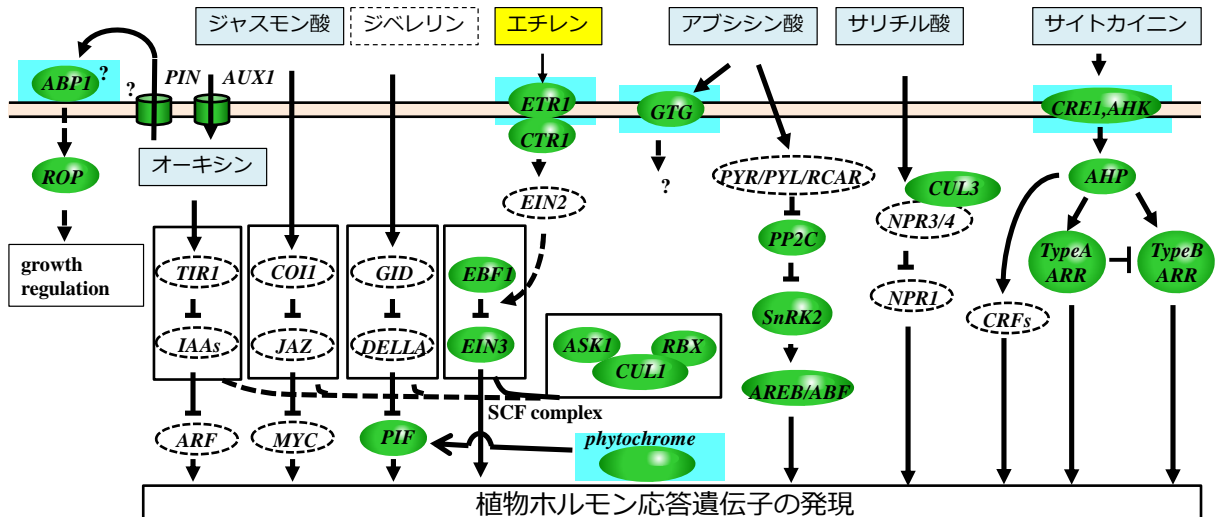 ジャスモン酸
ジベレリン
エチレン
アブシシン酸
サリチル酸
サイトカイニン
ABP1
?
?
PIN
AUX1
ETR1
GTG
CRE1,AHK
CTR1
オーキシン
ROP
?
PYR/PYL/RCAR
CUL3
AHP
EIN2
NPR3/4
PP2C
growth
regulation
TIR1
COI1
GID
EBF1
TypeA
ARR
TypeB
ARR
NPR1
SnRK2
CRFs
IAAs
JAZ
DELLA
EIN3
ASK1
RBX
CUL1
AREB/ABF
SCF complex
ARF
MYC
PIF
phytochrome
植物ホルモン応答遺伝子の発現